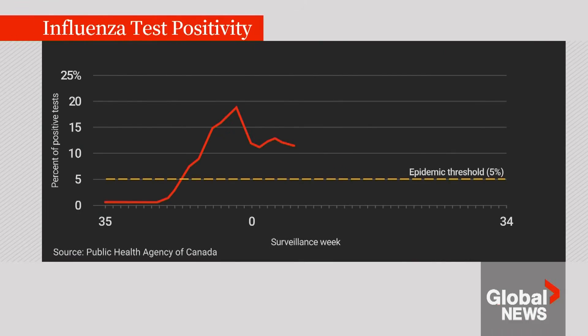 Influenza Test Positivity
25%
20
15
10
5
0
Percent of positive tests
Epidemic threshold (5%)
35
0
34
Surveillance week
Source: Public Health Agency of Canada
Global
NEWS